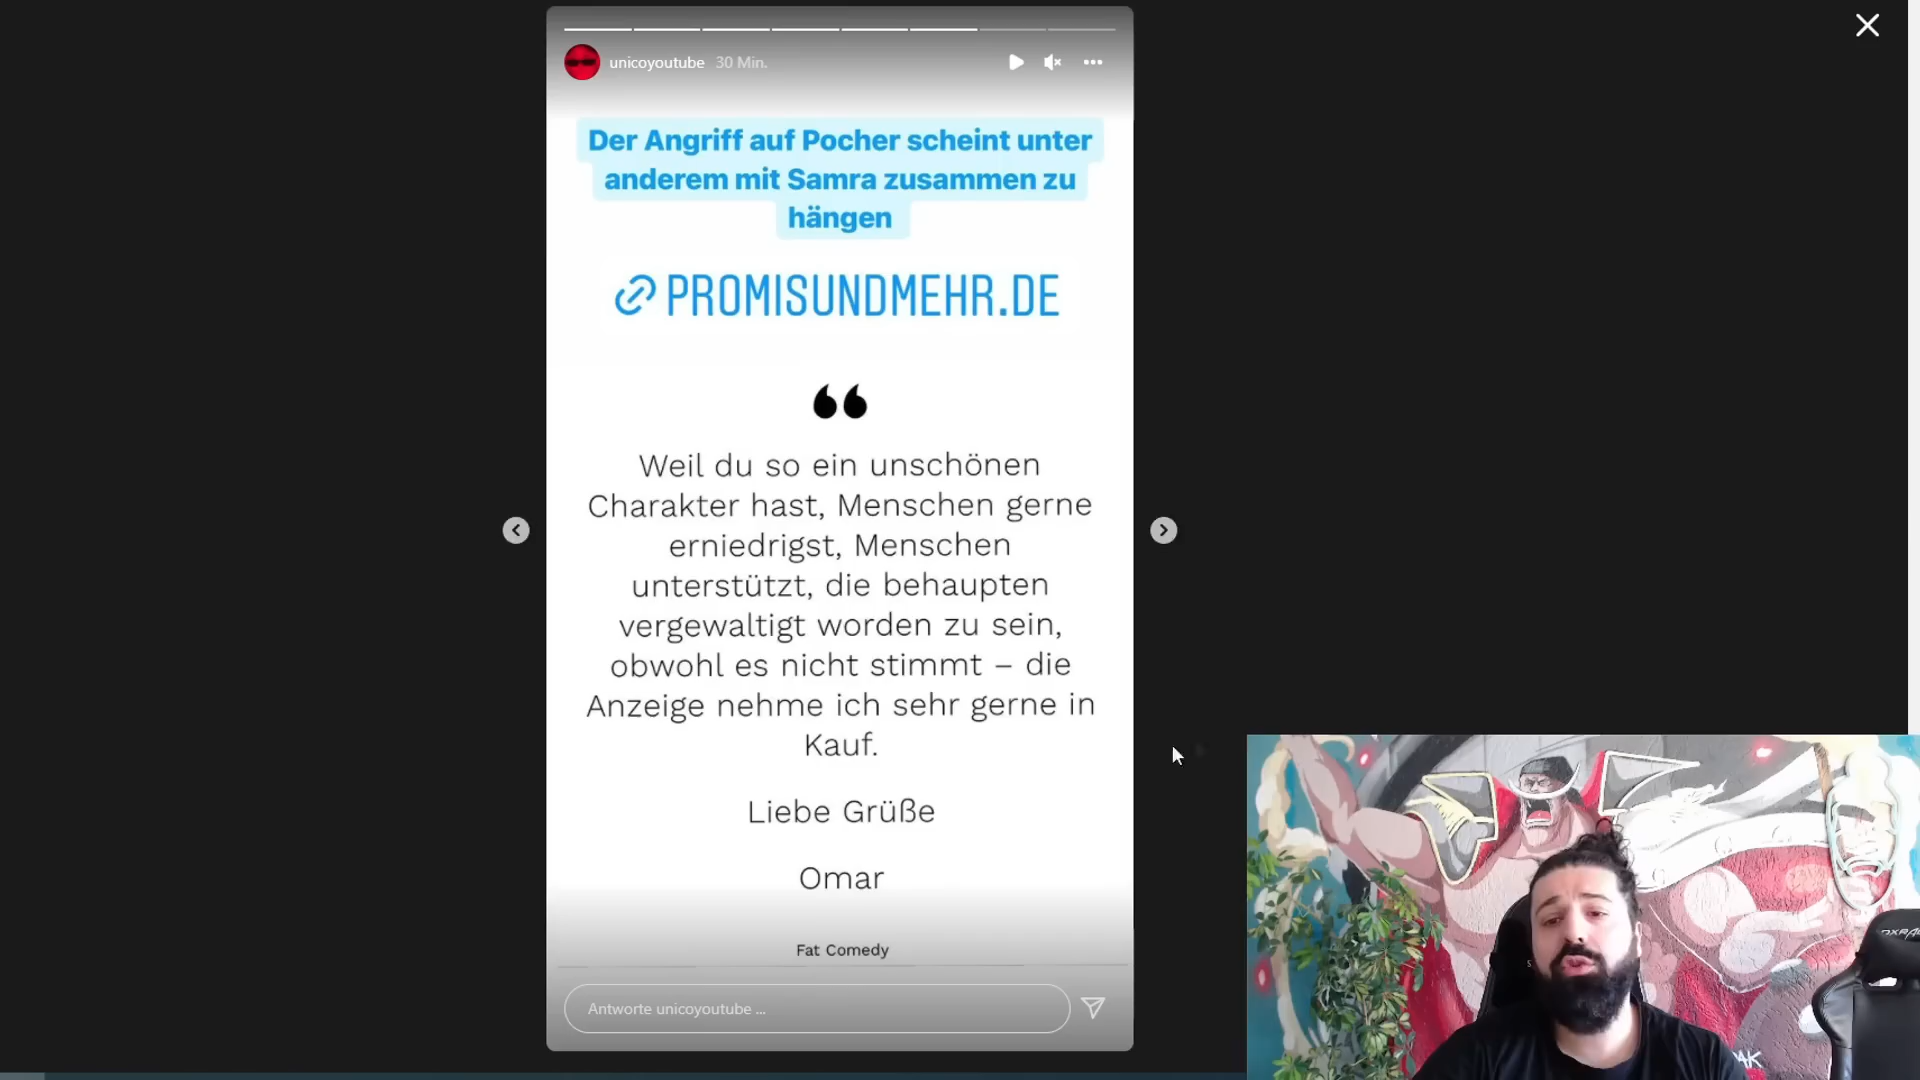 unicoyoutube 30 Min.
Der Angriff auf Pocher scheint unter
anderem mit Samra zusammen zu
hängen
PROMISUNDMEHR.DE
“
Weil du so ein unschönen
Charakter hast, Menschen gerne
erniedrigst, Menschen
unterstützt, die behaupten
vergewaltigt worden zu sein,
obwohl es nicht stimmt – die
Anzeige nehme ich sehr gerne in
Kauf.
Liebe Grüße
Omar
Fat Comedy
Antworte unicoyoutube ...